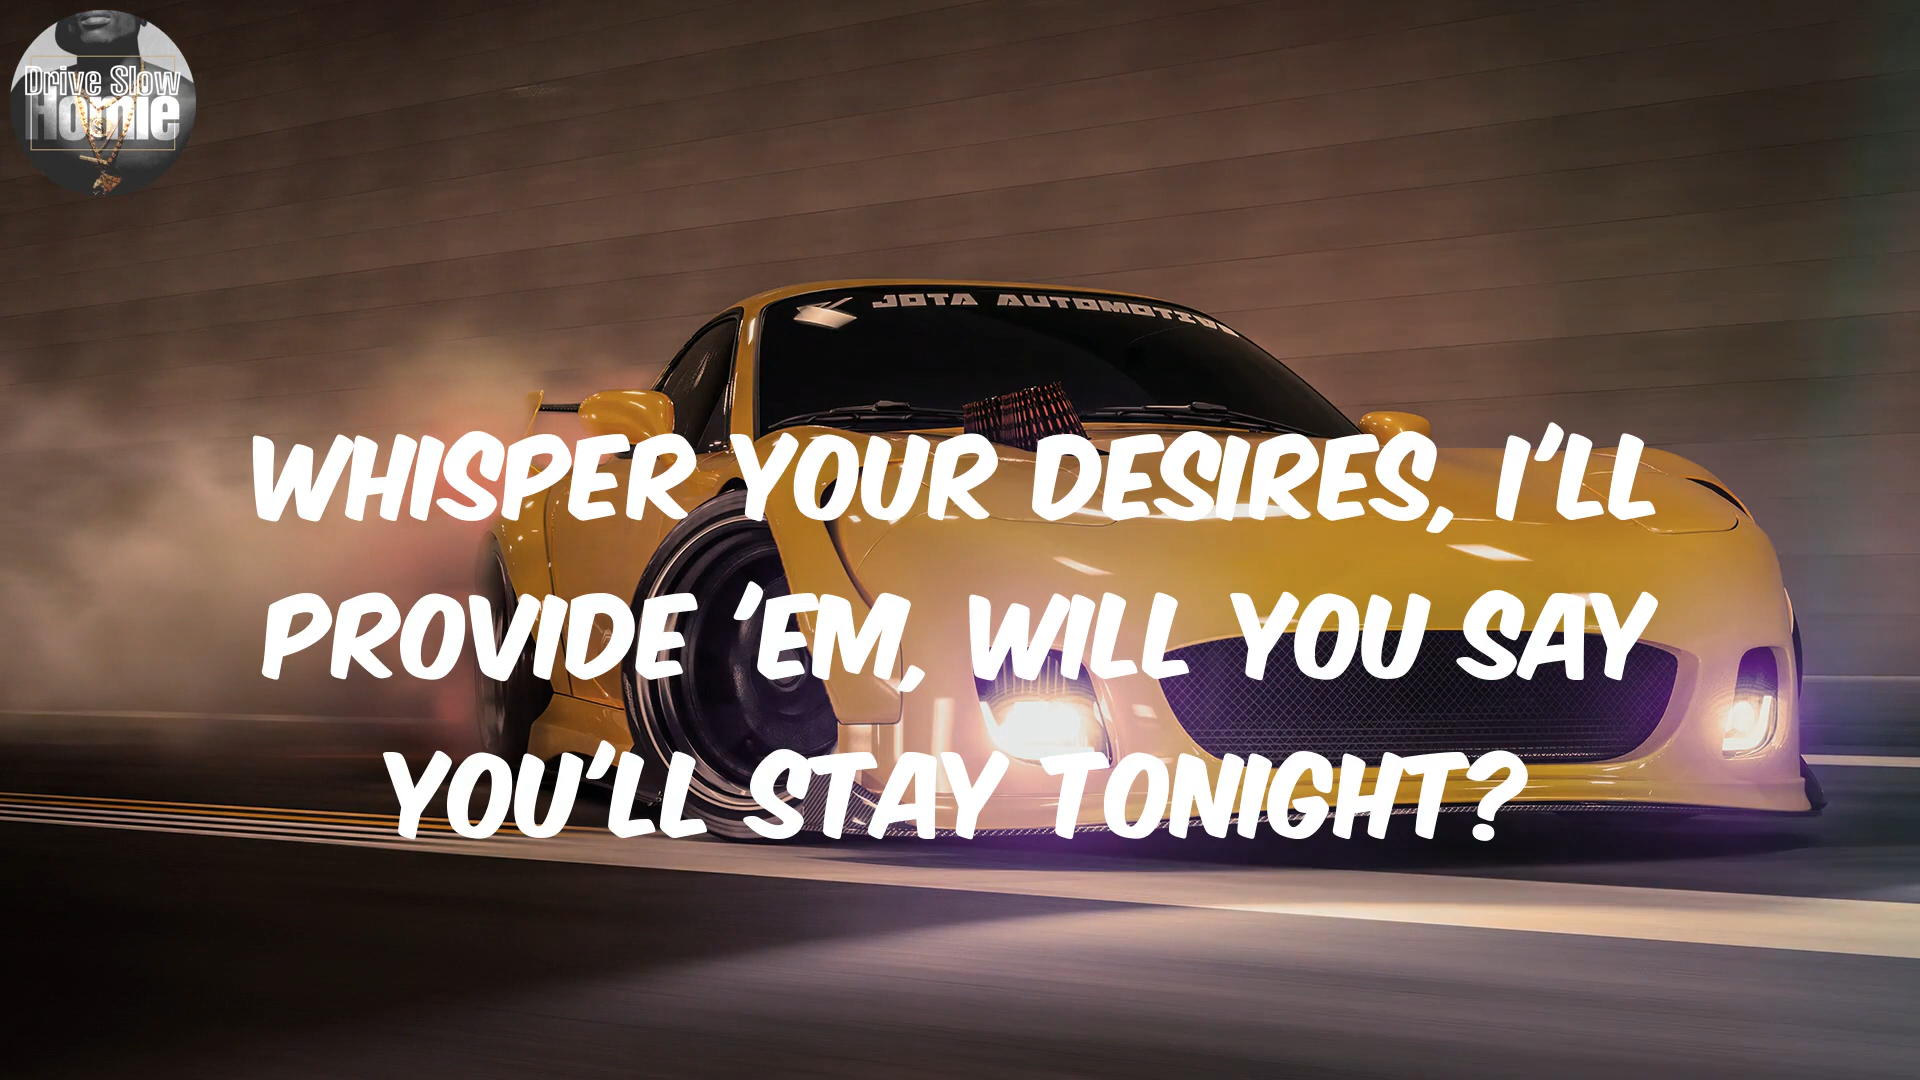 Drive Slow
Homie
JOTA AUTOMOTIVE
WHISPER YOUR DESIRES, I'LL
PROVIDE 'EM, WILL YOU SAY
YOU'LL STAY TONIGHT?